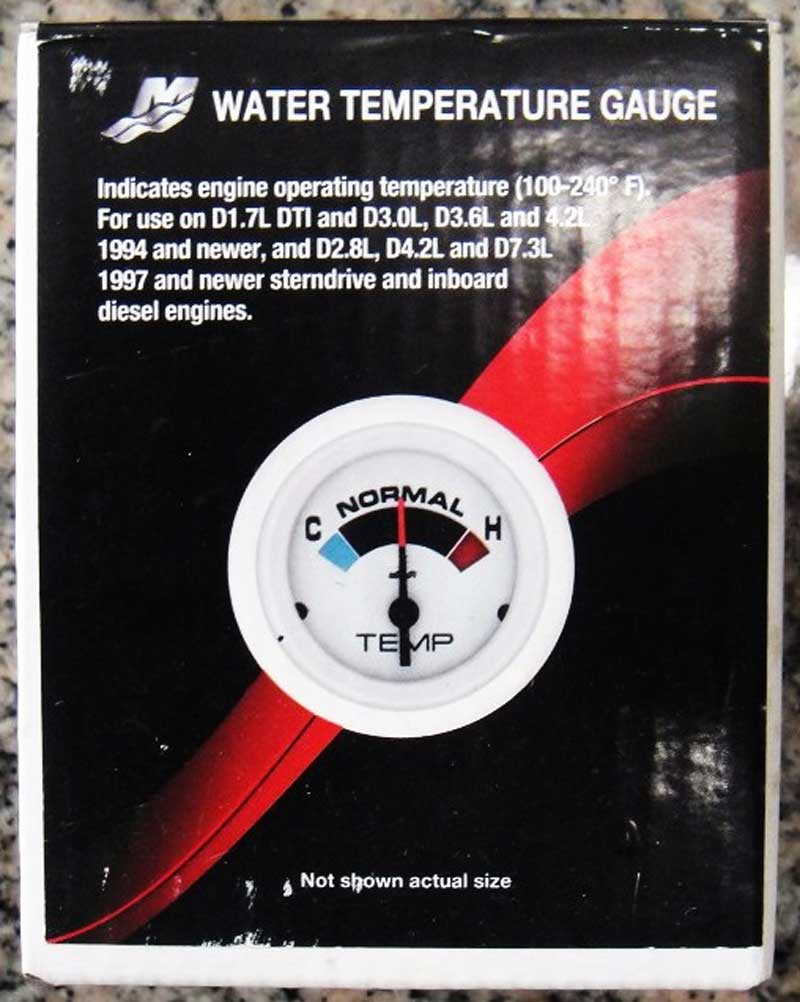 WATER TEMPERATURE GAUGE
Indicates engine operating temperature (100-240° F).
For use on D1.7L DTI and D3.0L, D3.6L and 4.2L
1994 and newer, and D2.8L, D4.2L and D7.3L
1997 and newer sterndrive and inboard
diesel engines.
NORMAL
C H
TEMP
Not shown actual size